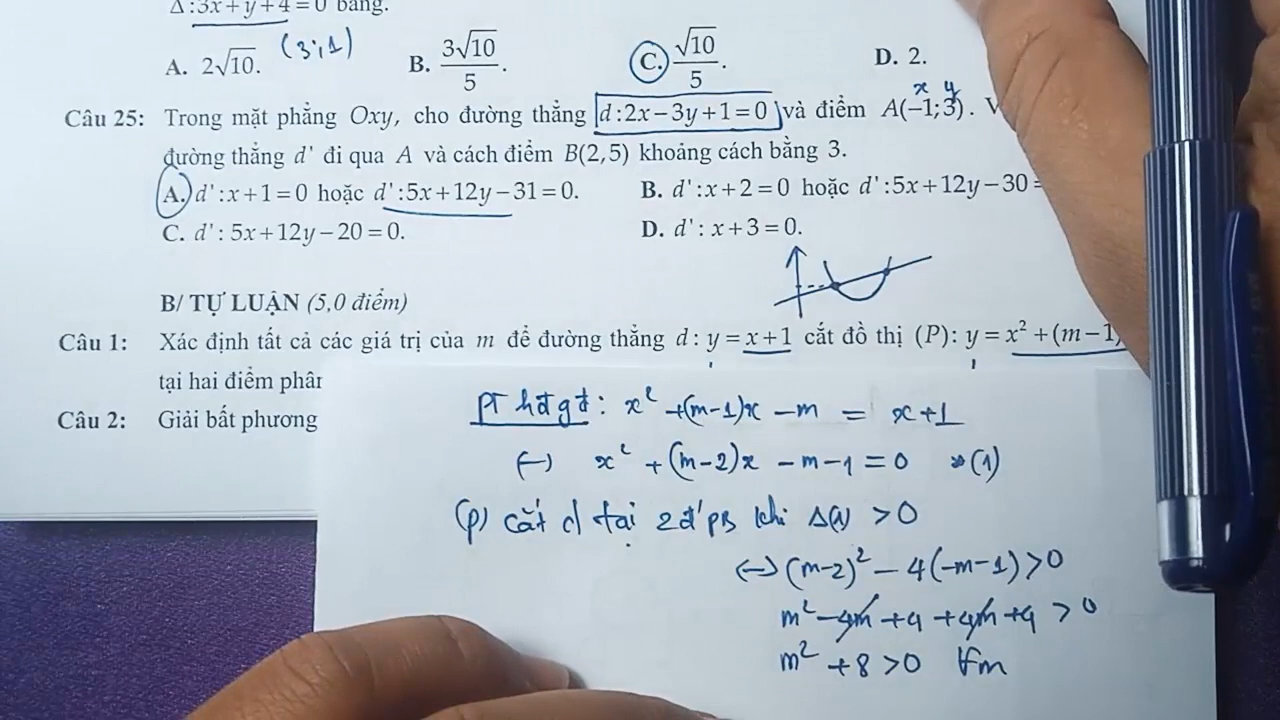 Δ:3x+y+4=0 bằng.
A. 2√10. (3;1) B. 3√10/5. C. √10/5. D. 2.
x y
Câu 25: Trong mặt phẳng Oxy, cho đường thẳng d:2x−3y+1=0 và điểm A(−1;3). V
đường thẳng d' đi qua A và cách điểm B(2,5) khoảng cách bằng 3.
A. d':x+1=0 hoặc d':5x+12y−31=0. B. d':x+2=0 hoặc d':5x+12y−30=
C. d': 5x+12y−20=0. D. d': x+3=0.
B/ TỰ LUẬN (5,0 điểm)
Câu 1: Xác định tất cả các giá trị của m để đường thẳng d: y=x+1 cắt đồ thị (P): y=x²+(m−1)
tại hai điểm phân
Câu 2: Giải bất phương
PT hđgđ: x² +(m-1)x -m = x+1
(-) x² +(m-2)x -m-1=0 (1)
(p) cắt d tại 2đ' pb khi Δ(1) >0
<-> (m-2)² - 4(-m-1) >0
m² -4m +4 +4m +4 >0
m² +8 >0 ∀m